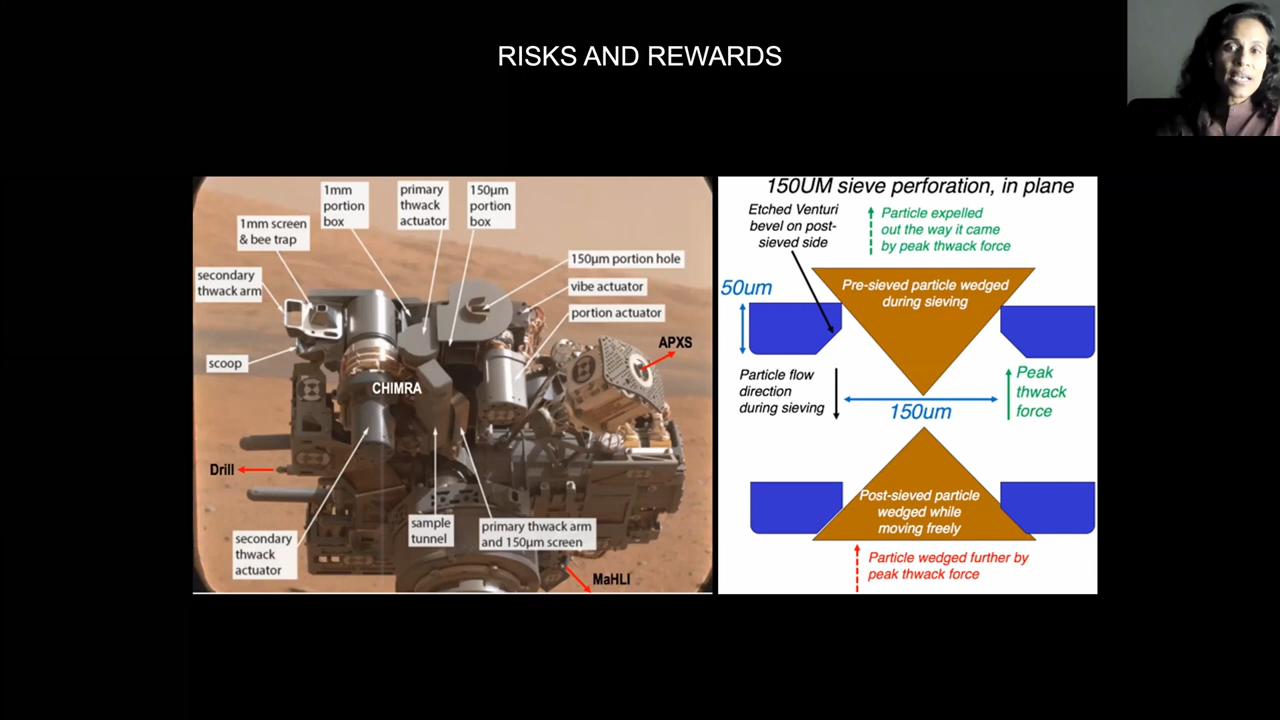 RISKS AND REWARDS
1mm
portion
box
primary
thwack
actuator
150µm
portion
box
1mm screen
& bee trap
secondary
thwack arm
150µm portion hole
vibe actuator
portion actuator
APXS
scoop
CHIMRA
Drill
sample
tunnel
primary thwack arm
and 150µm screen
secondary
thwack
actuator
MaHLI
150UM sieve perforation, in plane
Etched Venturi
bevel on post-
sieved side
Particle expelled
out the way it came
by peak thwack force
50um
Pre-sieved particle wedged
during sieving
Particle flow
direction
during sieving
150um
Peak
thwack
force
Post-sieved particle
wedged while
moving freely
Particle wedged further by
peak thwack force